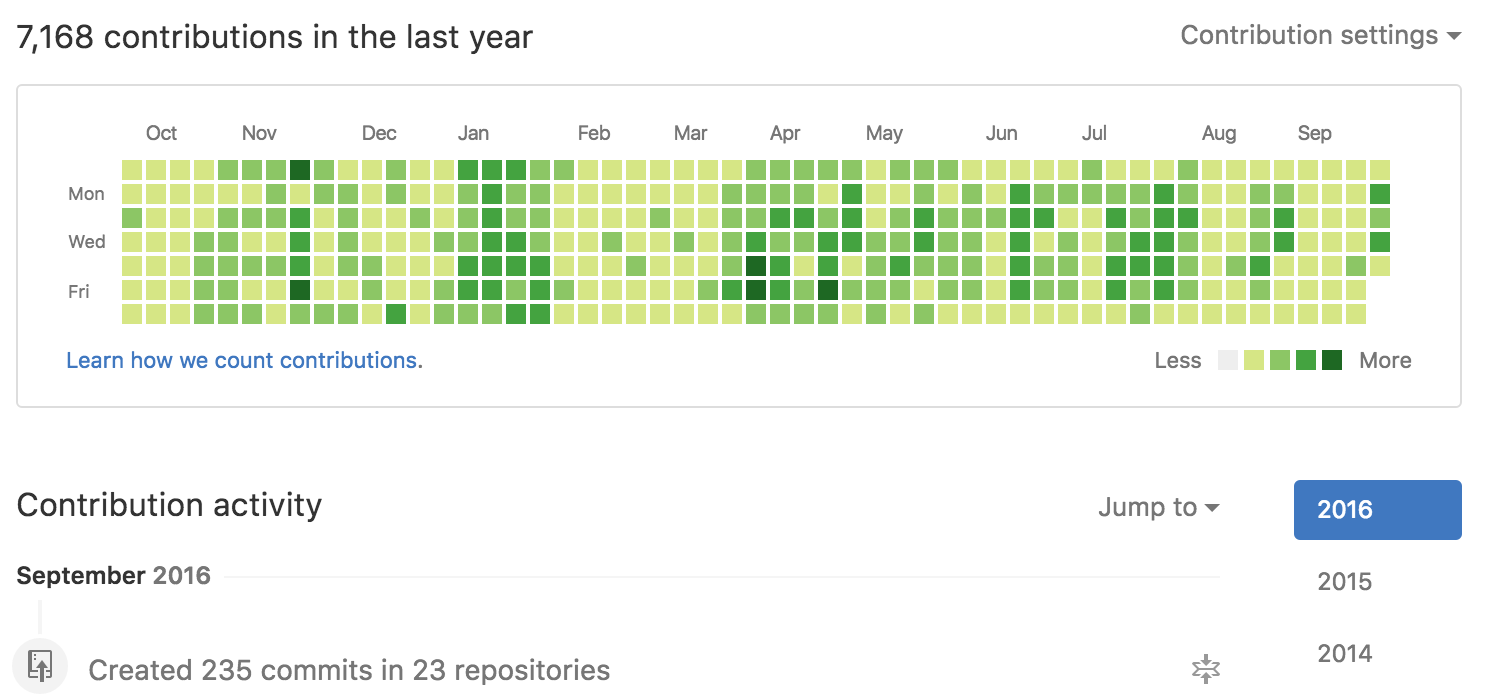 7,168 contributions in the last year
Contribution settings
Oct Nov Dec Jan Feb Mar Apr May Jun Jul Aug Sep
Mon
Wed
Fri
Learn how we count contributions.
Less More
Contribution activity
Jump to
2016
September 2016
2015
2014
Created 235 commits in 23 repositories